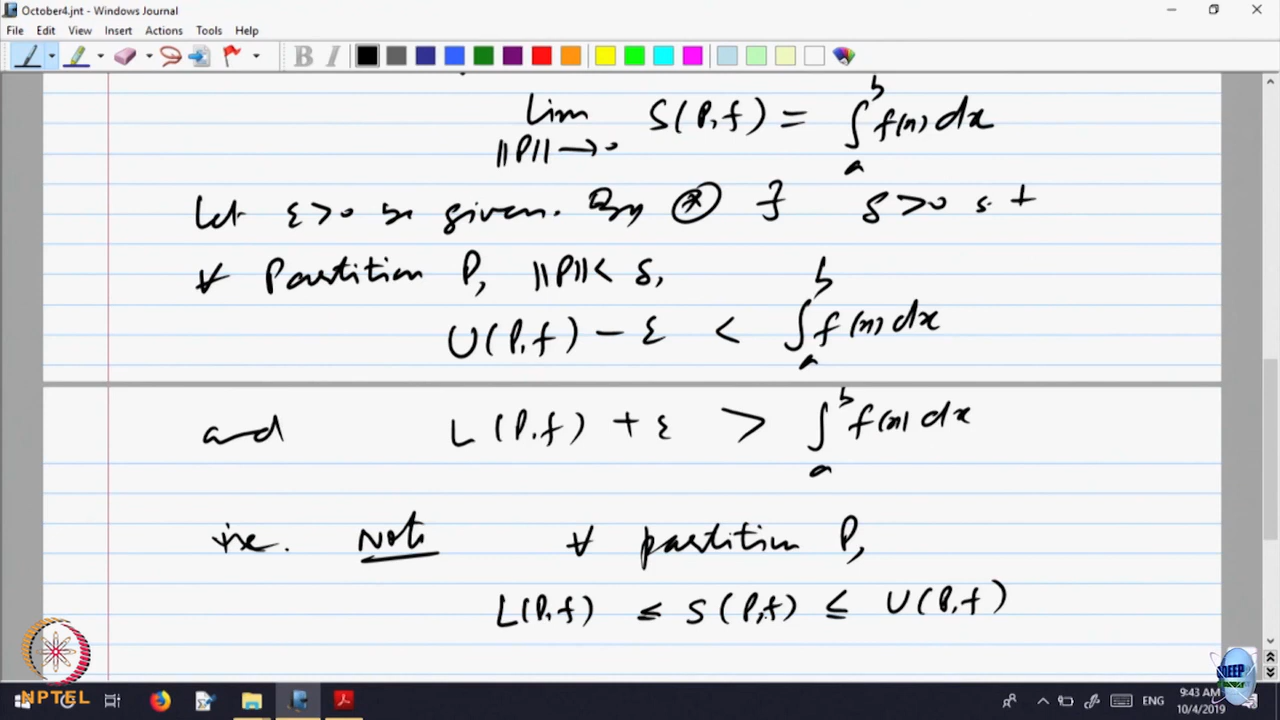 October4.jnt - Windows Journal
File Edit View Insert Actions Tools Help
lim S(P,f) = ∫_a^b f(x) dx
||P|| → 0
Let ε > 0 be given. By ⊛ ∃ δ > 0 s.t
∀ Partition P, ||P|| < δ,
U(P,f) - ε < ∫_a^b f(x) dx
and L(P,f) + ε > ∫_a^b f(x) dx
i.e. Note ∀ partition P,
L(P,f) ≤ S(P,f) ≤ U(P,f)
NPTEL
ENG
9:43 AM
10/4/2019